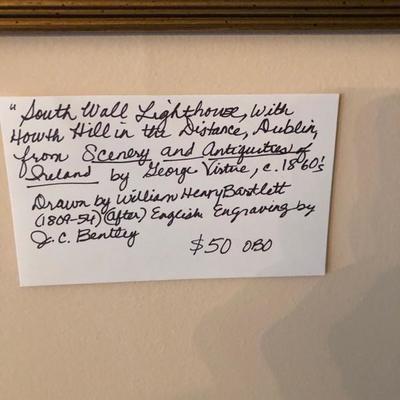 "South Wall Lighthouse, with
Howth Hill in the Distance, Dublin,
from Scenery and Antiquities of
Ireland by George Virtue, c. 1860's
Drawn by William Henry Bartlett
(1809-54) (After) English Engraving by
J. C. Bentley
$50 OBO